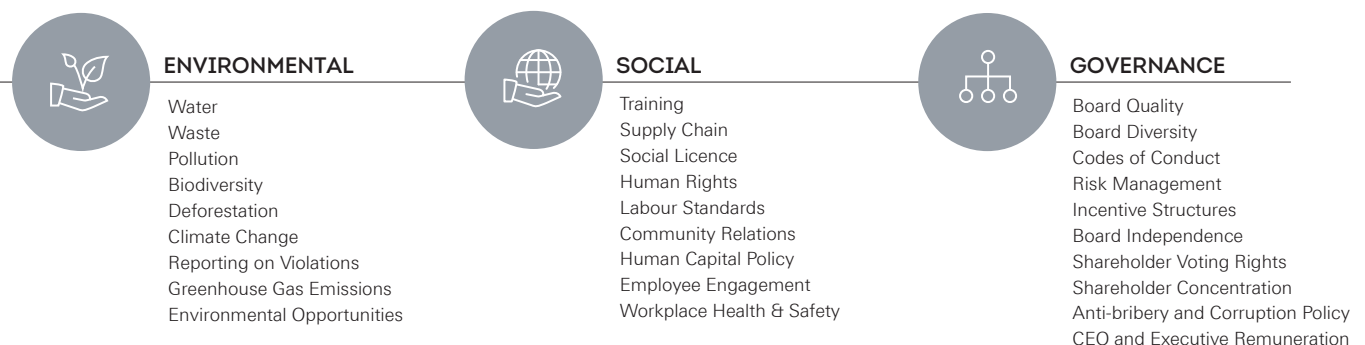 ENVIRONMENTAL
Water
Waste
Pollution
Biodiversity
Deforestation
Climate Change
Reporting on Violations
Greenhouse Gas Emissions
Environmental Opportunities
SOCIAL
Training
Supply Chain
Social Licence
Human Rights
Labour Standards
Community Relations
Human Capital Policy
Employee Engagement
Workplace Health & Safety
GOVERNANCE
Board Quality
Board Diversity
Codes of Conduct
Risk Management
Incentive Structures
Board Independence
Shareholder Voting Rights
Shareholder Concentration
Anti-bribery and Corruption Policy
CEO and Executive Remuneration